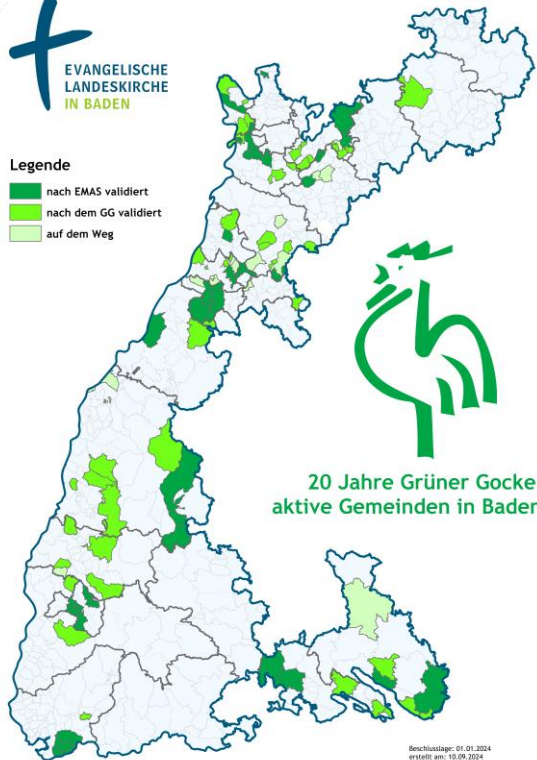 EVANGELISCHE
LANDESKIRCHE
IN BADEN
Legende
nach EMAS validiert
nach dem GG validiert
auf dem Weg
20 Jahre Grüner Gocke
aktive Gemeinden in Baden
Beschlusslage: 01.01.2024
erstellt am: 10.09.2024